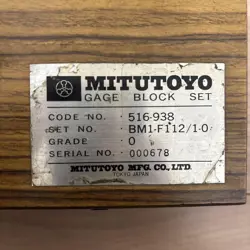 MITUTOYO
GAGE BLOCK SET
CODE NO. 516-938
SET NO. BM1-F112/1-0
GRADE 0
SERIAL NO. 000678
MITUTOYO MFG. CO., LTD.
TOKYO JAPAN